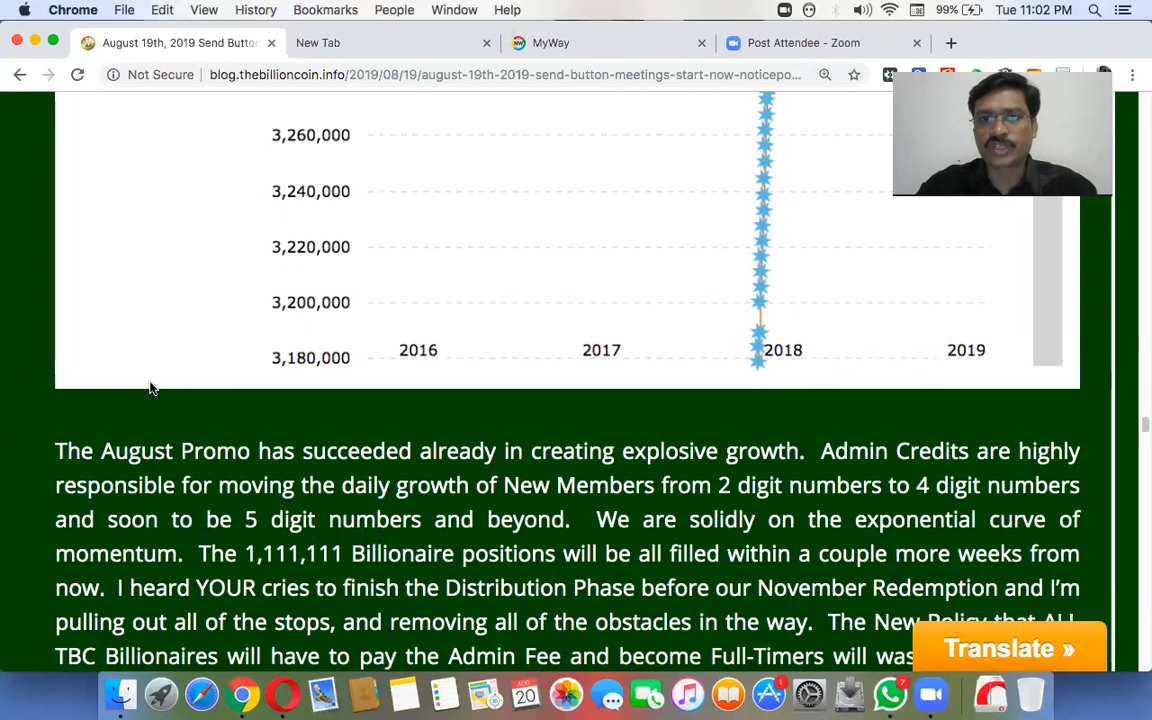 Chrome File Edit View History Bookmarks People Window Help 99% Tue 11:02 PM
August 19th, 2019 Send Button New Tab MyWay Post Attendee - Zoom
Not Secure blog.thebillioncoin.info/2019/08/19/august-19th-2019-send-button-meetings-start-now-noticepo...
3,260,000
3,240,000
3,220,000
3,200,000
3,180,000
2016 2017 2018 2019
The August Promo has succeeded already in creating explosive growth. Admin Credits are highly
responsible for moving the daily growth of New Members from 2 digit numbers to 4 digit numbers
and soon to be 5 digit numbers and beyond. We are solidly on the exponential curve of
momentum. The 1,111,111 Billionaire positions will be all filled within a couple more weeks from
now. I heard YOUR cries to finish the Distribution Phase before our November Redemption and I'm
pulling out all of the stops, and removing all of the obstacles in the way. The New Policy that ALL
TBC Billionaires will have to pay the Admin Fee and become Full-Timers will
Translate »
AUG
20
1
7